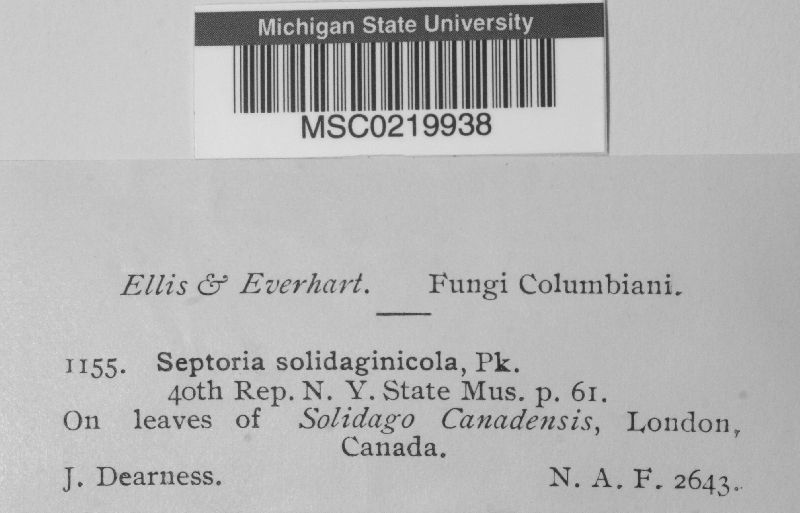 Michigan State University
MSC0219938
Ellis & Everhart. Fungi Columbiani.
1155. Septoria solidaginicola, Pk.
40th Rep. N. Y. State Mus. p. 61.
On leaves of Solidago Canadensis, London,
Canada.
J. Dearness. N. A. F. 2643.